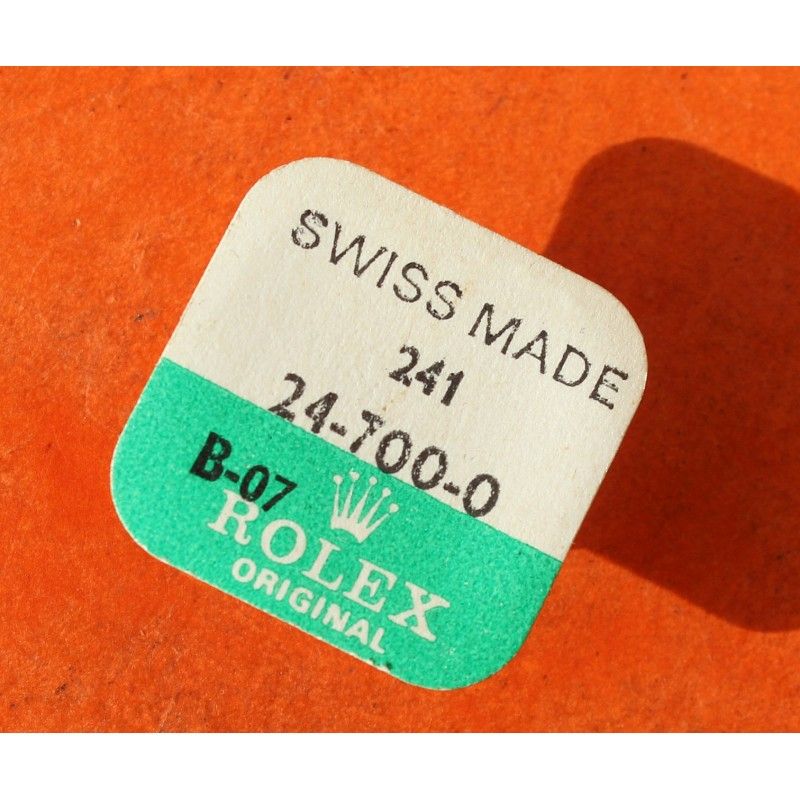 SWISS MADE
241
24-700-0
B-07
ROLEX
ORIGINAL